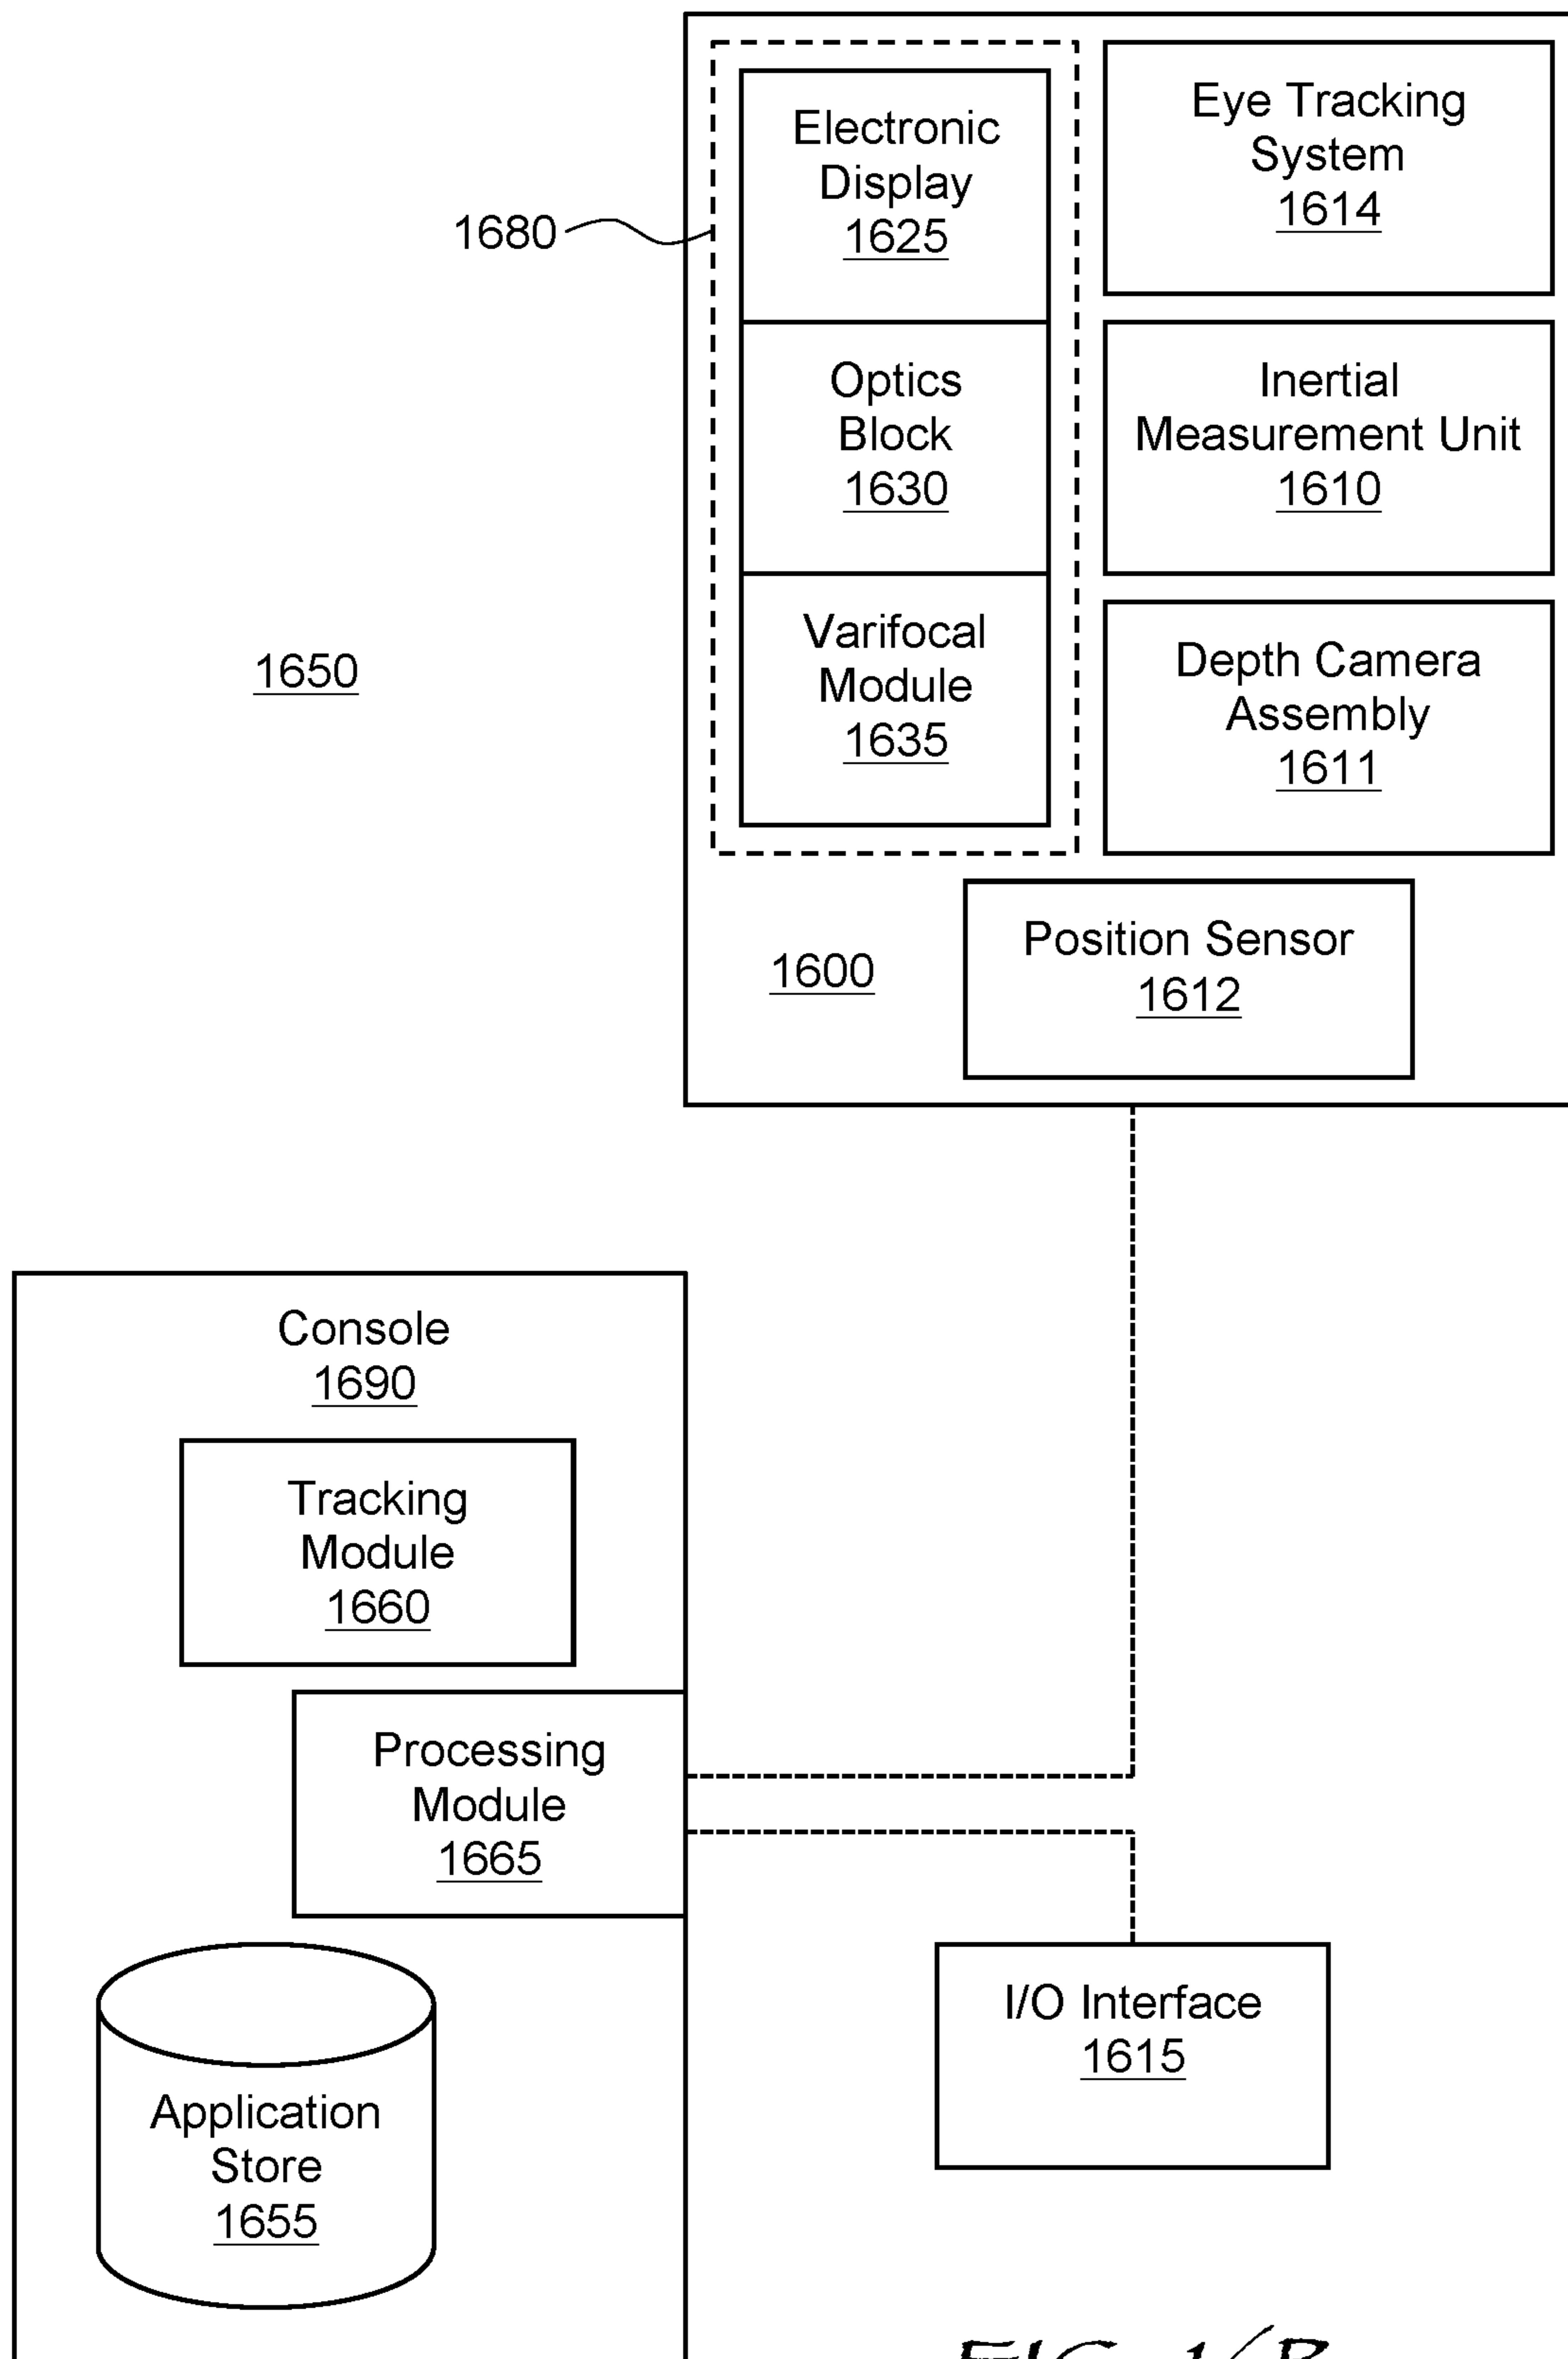 Electronic
Display
1625
Eye Tracking
System
1614
1680
Optics
Block
1630
Inertial
Measurement Unit
1610
Varifocal
Module
1635
Depth Camera
Assembly
1611
1650
Position Sensor
1612
1600
Console
1690
Tracking
Module
1660
Processing
Module
1665
I/O Interface
1615
Application
Store
1655